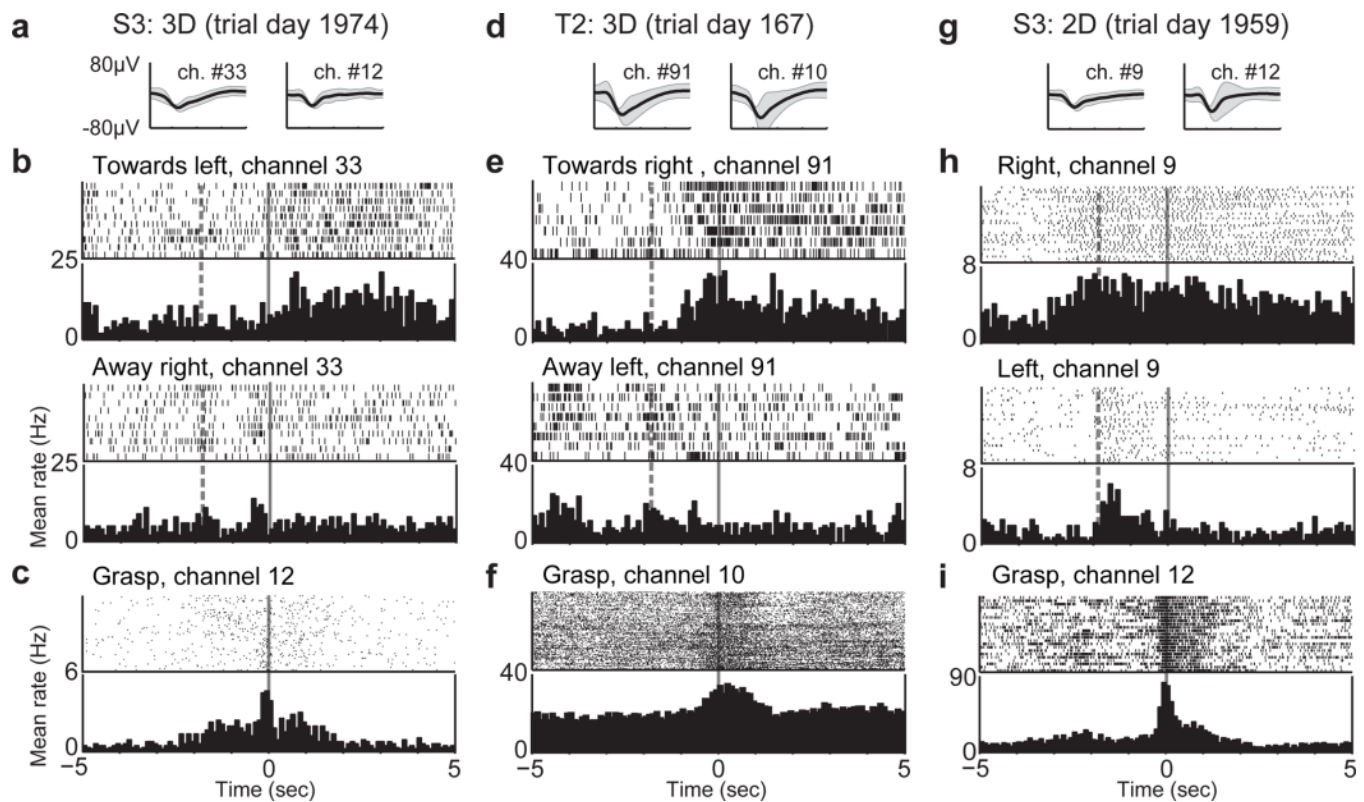 a S3: 3D (trial day 1974)
80µV
-80µV
ch. #33
ch. #12
b Towards left, channel 33
25
0
Away right, channel 33
25
0
Mean rate (Hz)
c Grasp, channel 12
6
0
Mean rate (Hz)
−5 0 5
Time (sec)
d T2: 3D (trial day 167)
ch. #91
ch. #10
e Towards right , channel 91
40
0
Away left, channel 91
40
0
f Grasp, channel 10
40
0
−5 0 5
Time (sec)
g S3: 2D (trial day 1959)
ch. #9
ch. #12
h Right, channel 9
8
0
Left, channel 9
8
0
i Grasp, channel 12
90
0
−5 0 5
Time (sec)